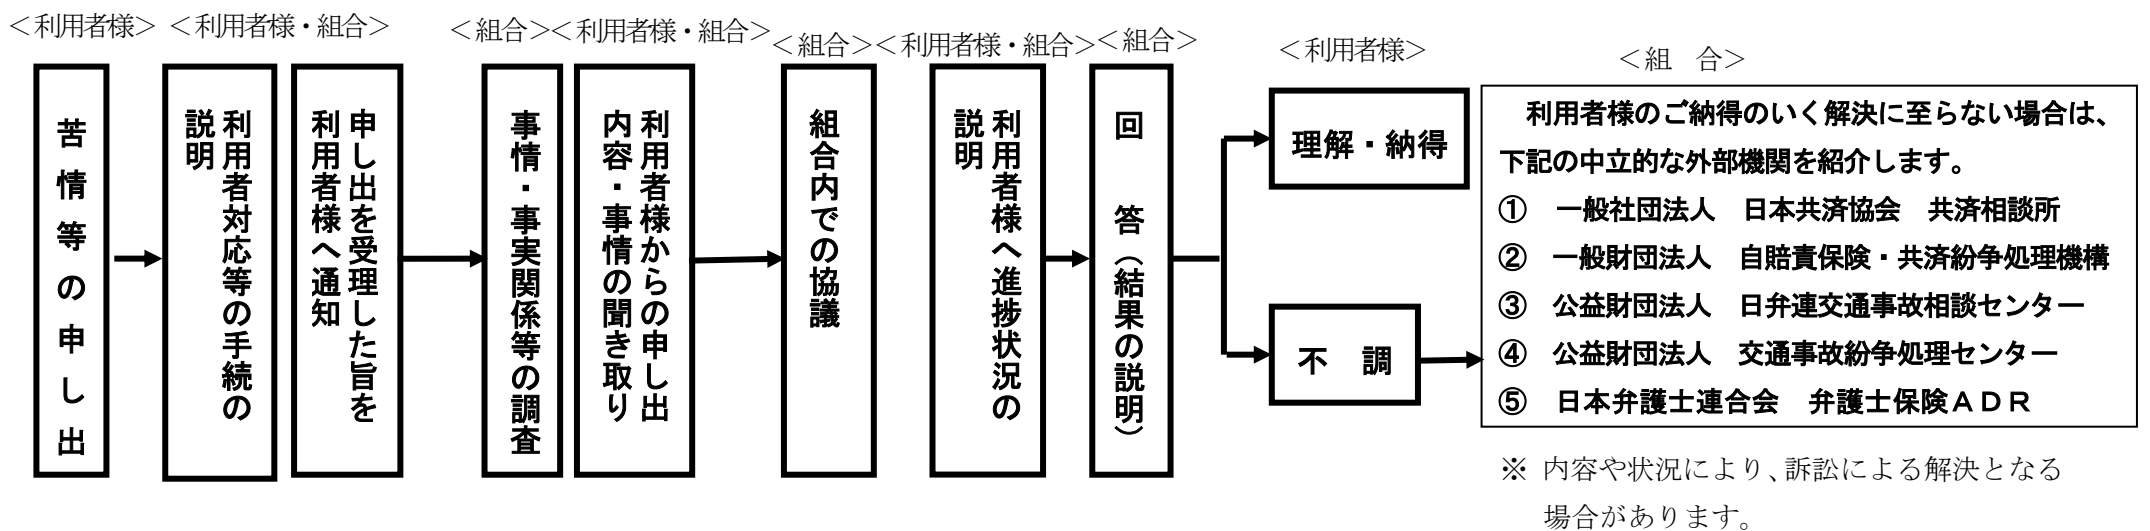 ＜利用者様＞
＜利用者様・組合＞
＜組合＞
＜利用者様・組合＞
＜組合＞
＜利用者様・組合＞
＜組合＞
＜利用者様＞
＜組　合＞
苦情等の申し出
利用者対応等の手続の
説明
申し出を受理した旨を
利用者様へ通知
事情・事実関係等の調査
利用者様からの申し出
内容・事情の聞き取り
組合内での協議
利用者様へ進捗状況の
説明
回　答（結果の説明）
理解・納得
不　調
利用者様のご納得のいく解決に至らない場合は、
下記の中立的な外部機関を紹介します。
①　一般社団法人　日本共済協会　共済相談所
②　一般財団法人　自賠責保険・共済紛争処理機構
③　公益財団法人　日弁連交通事故相談センター
④　公益財団法人　交通事故紛争処理センター
⑤　日本弁護士連合会　弁護士保険ＡＤＲ
※ 内容や状況により、訴訟による解決となる
場合があります。